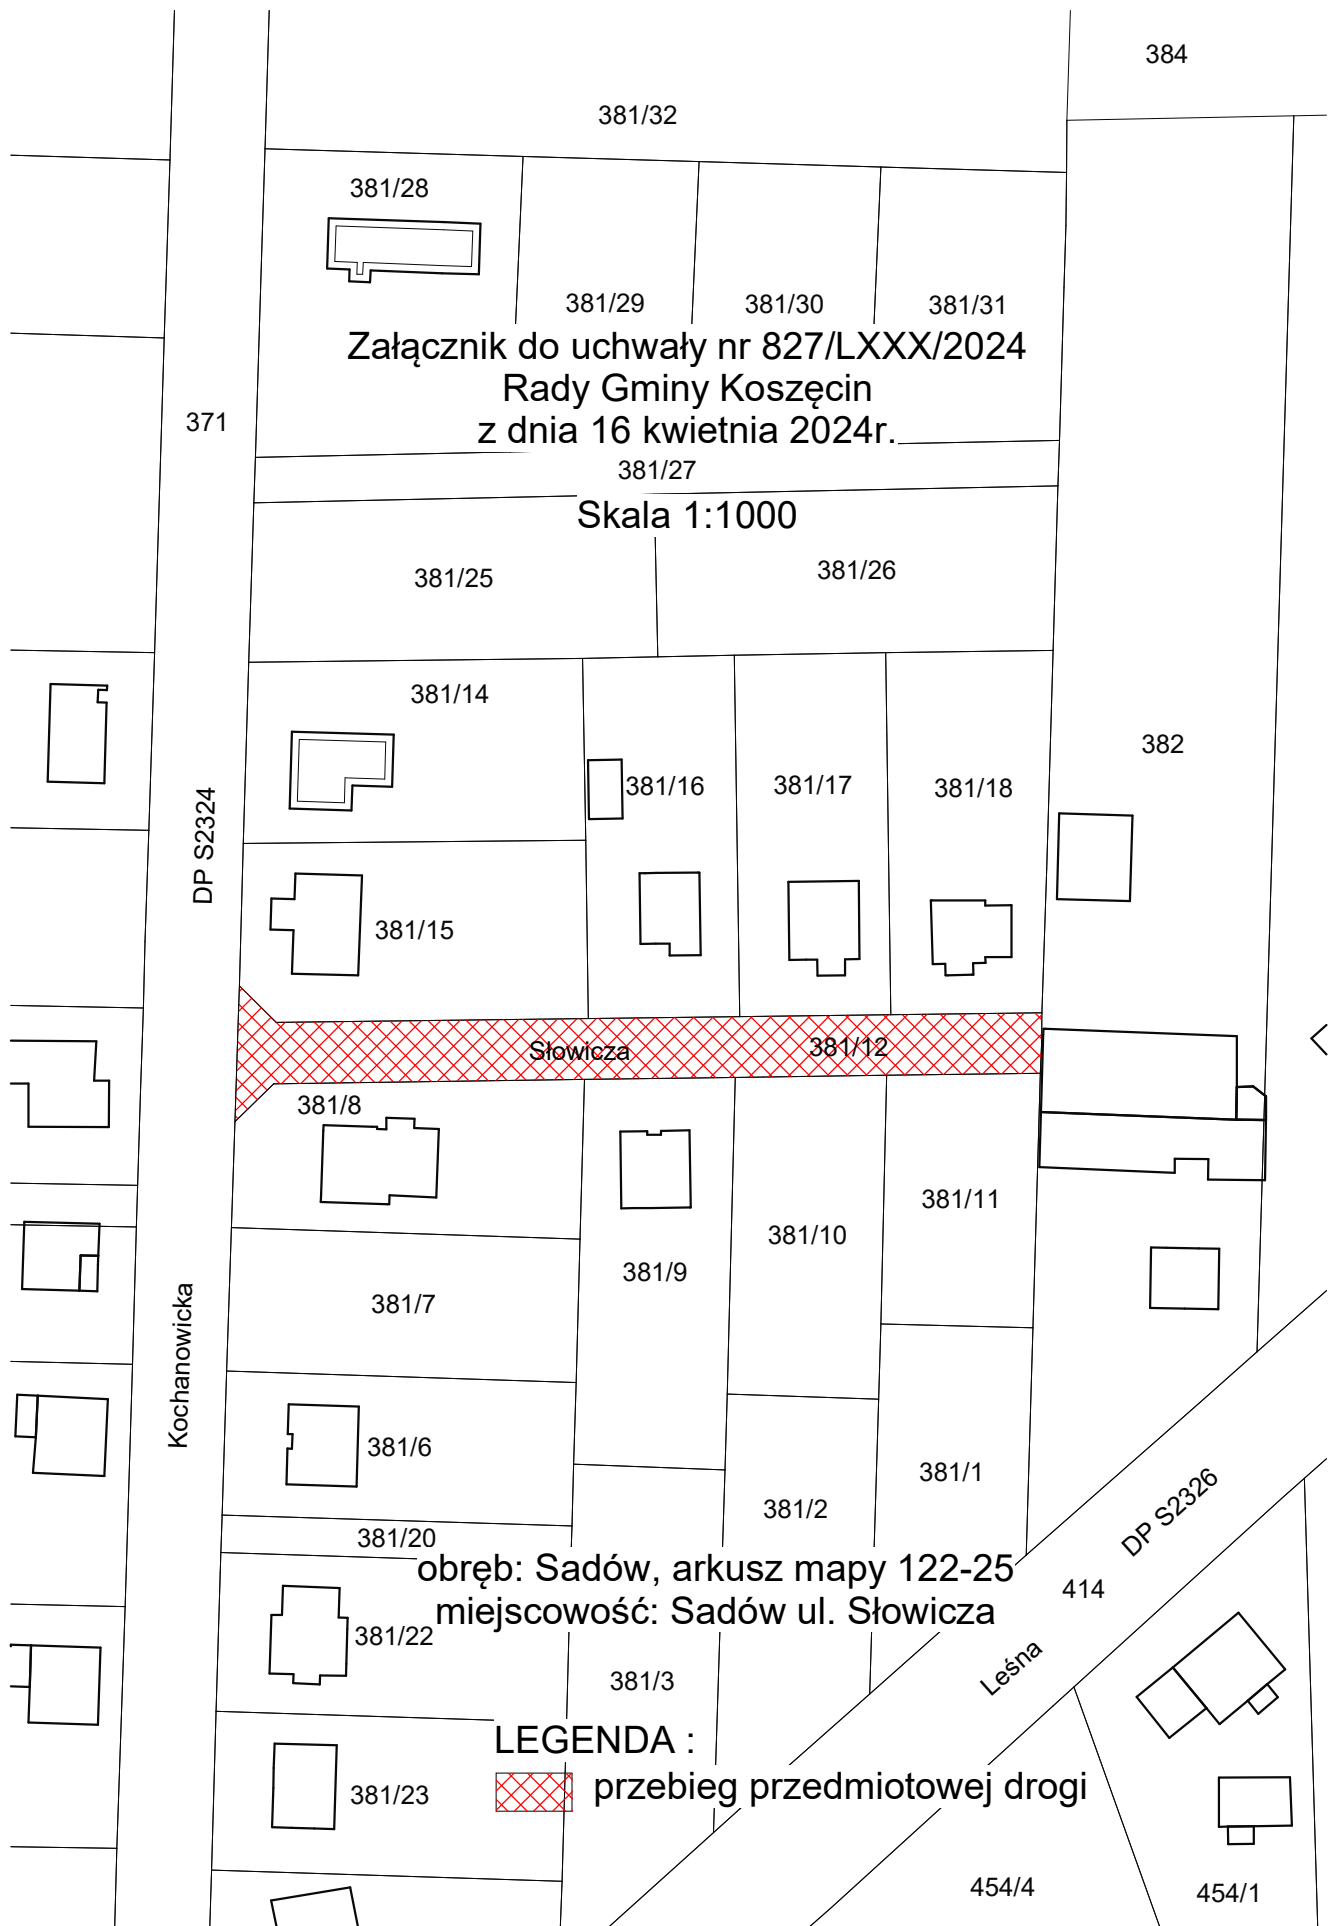 384
381/32
381/28
381/29
381/30
381/31
Załącznik do uchwały nr 827/LXXX/2024
Rady Gminy Koszęcin
z dnia 16 kwietnia 2024r.
371
381/27
Skala 1:1000
381/25
381/26
381/14
382
381/16
381/17
381/18
DP S2324
381/15
Słowicza
381/12
381/8
381/11
381/10
381/9
381/7
Kochanowicka
381/6
381/1
381/2
DP S2326
381/20
obręb: Sadów, arkusz mapy 122-25
414
miejscowość: Sadów ul. Słowicza
381/22
Leśna
381/3
LEGENDA :
przebieg przedmiotowej drogi
381/23
454/4
454/1